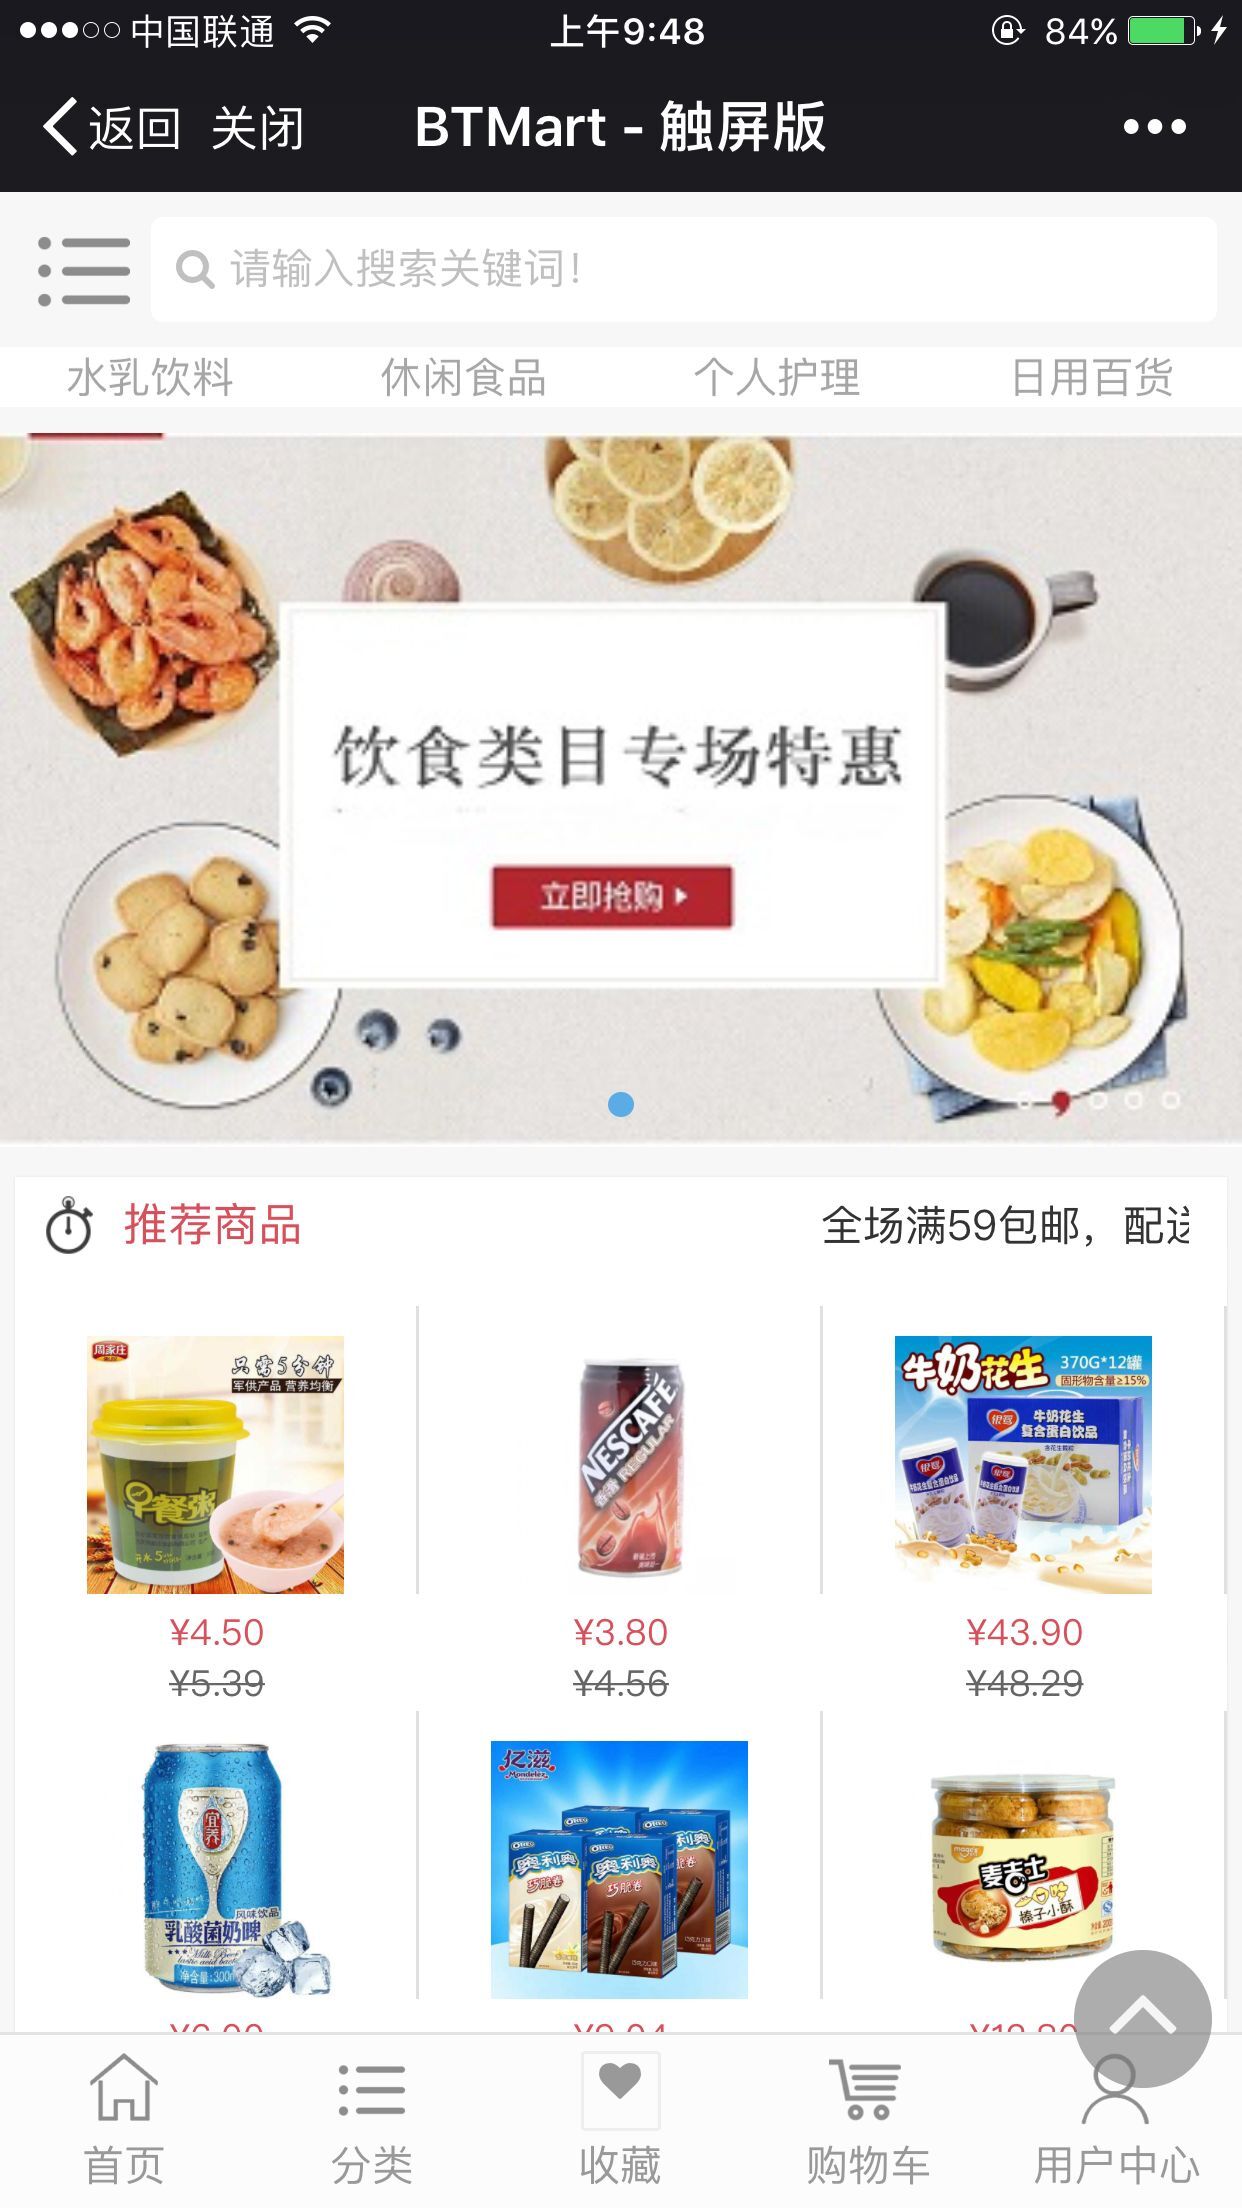 中国联通
上午9:48
84%
返回 关闭
BTMart - 触屏版
请输入搜索关键词!
水乳饮料
休闲食品
个人护理
日用百货
饮食类目专场特惠
立即抢购
推荐商品
全场满59包邮，配送
周家庄
只需5分钟
军供产品 营养均衡
早餐粥
NESCAFE
REGULAR
牛奶花生
370G*12罐
固形物含量≥15%
银鹭
牛奶花生
复合蛋白饮品
¥4.50
¥3.80
¥43.90
¥5.39
¥4.56
¥48.29
宜养
风味饮品
乳酸菌奶啤
亿滋
Mondelez
OREO
奥利奥
巧脆卷
麦吉士
一口吖
榛子小酥
首页
分类
收藏
购物车
用户中心